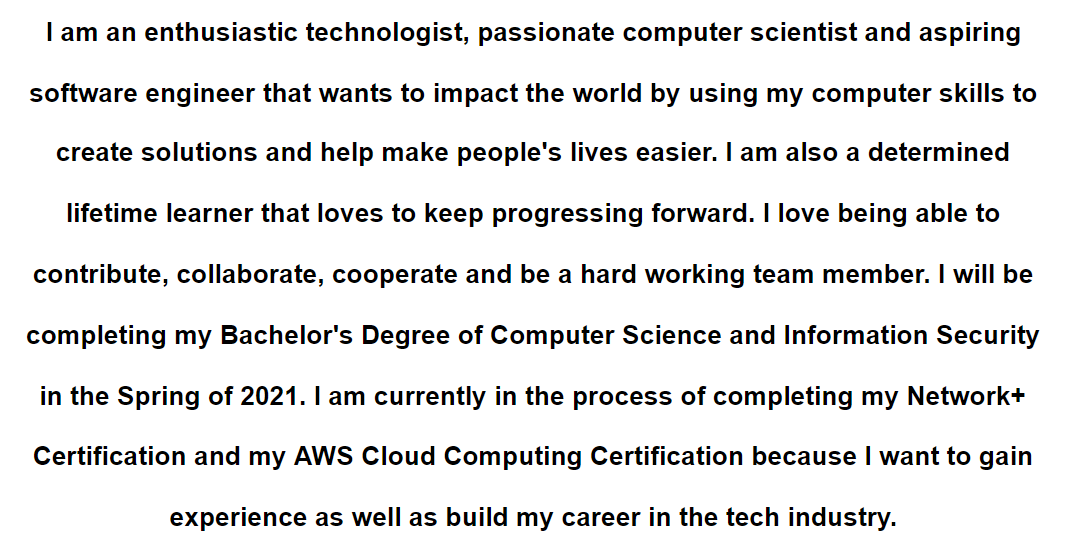 I am an enthusiastic technologist, passionate computer scientist and aspiring
software engineer that wants to impact the world by using my computer skills to
create solutions and help make people's lives easier. I am also a determined
lifetime learner that loves to keep progressing forward. I love being able to
contribute, collaborate, cooperate and be a hard working team member. I will be
completing my Bachelor's Degree of Computer Science and Information Security
in the Spring of 2021. I am currently in the process of completing my Network+
Certification and my AWS Cloud Computing Certification because I want to gain
experience as well as build my career in the tech industry.